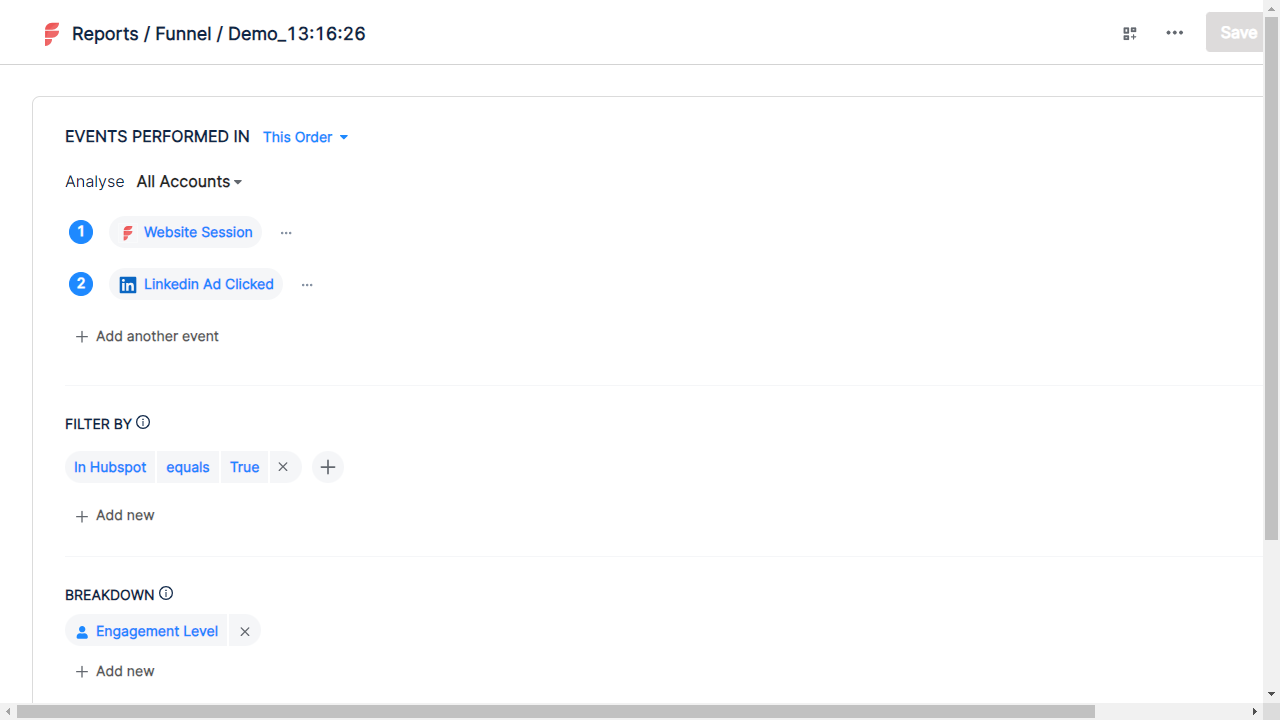 Reports / Funnel / Demo_13:16:26
Save
EVENTS PERFORMED IN This Order
Analyse All Accounts
1 Website Session
2 Linkedin Ad Clicked
Add another event
FILTER BY
In Hubspot equals True
Add new
BREAKDOWN
Engagement Level
Add new